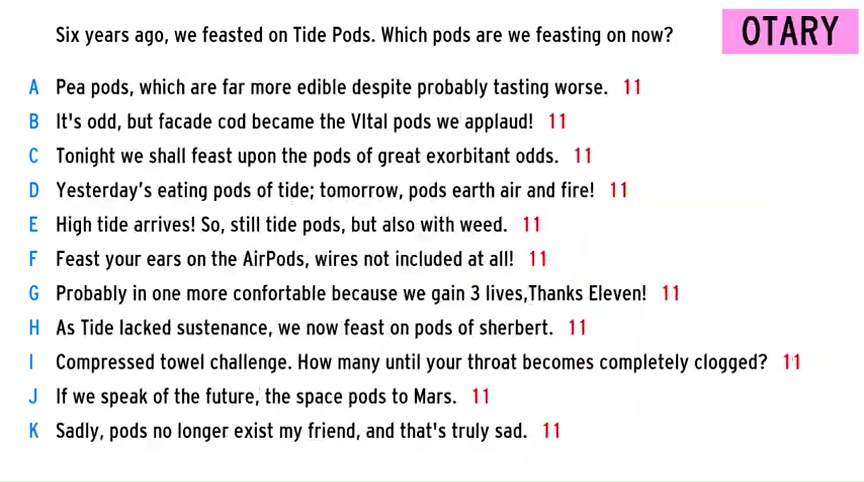 Six years ago, we feasted on Tide Pods. Which pods are we feasting on now?
OTARY
A Pea pods, which are far more edible despite probably tasting worse. 11
B It's odd, but facade cod became the VItal pods we applaud! 11
C Tonight we shall feast upon the pods of great exorbitant odds. 11
D Yesterday's eating pods of tide; tomorrow, pods earth air and fire! 11
E High tide arrives! So, still tide pods, but also with weed. 11
F Feast your ears on the AirPods, wires not included at all! 11
G Probably in one more confortable because we gain 3 lives,Thanks Eleven! 11
H As Tide lacked sustenance, we now feast on pods of sherbert. 11
I Compressed towel challenge. How many until your throat becomes completely clogged? 11
J If we speak of the future, the space pods to Mars. 11
K Sadly, pods no longer exist my friend, and that's truly sad. 11